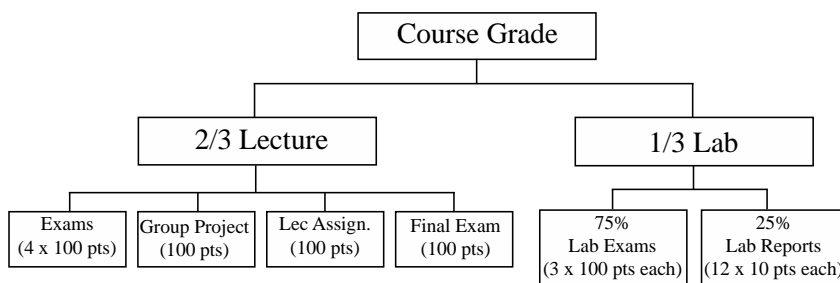 Course Grade
2/3 Lecture
1/3 Lab
Exams
(4 x 100 pts)
Group Project
(100 pts)
Lec Assign.
(100 pts)
Final Exam
(100 pts)
75%
Lab Exams
(3 x 100 pts each)
25%
Lab Reports
(12 x 10 pts each)